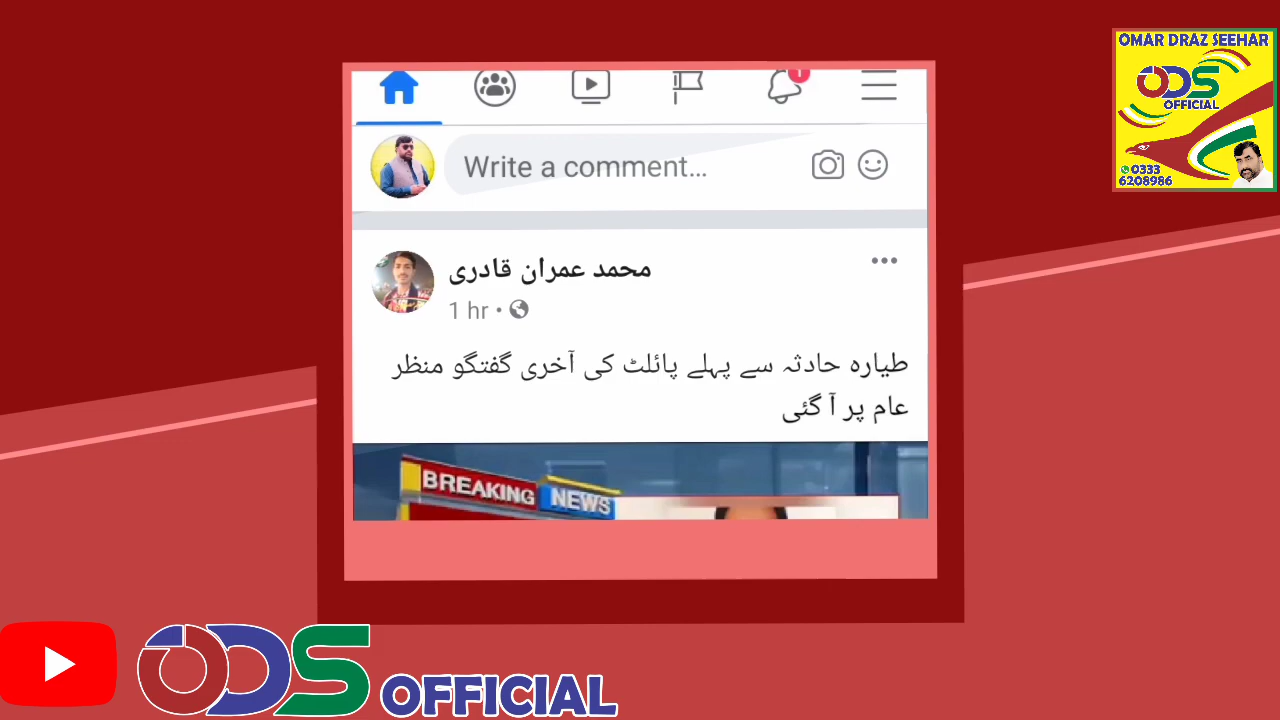 OMAR DRAZ SEEHAR
ODS
OFFICIAL
0333
6208986
1
Write a comment...
محمد عمران قادری
1 hr •
طیارہ حادثہ سے پہلے پائلٹ کی آخری گفتگو منظر
عام پر آ گئی
BREAKING NEWS
ODS OFFICIAL